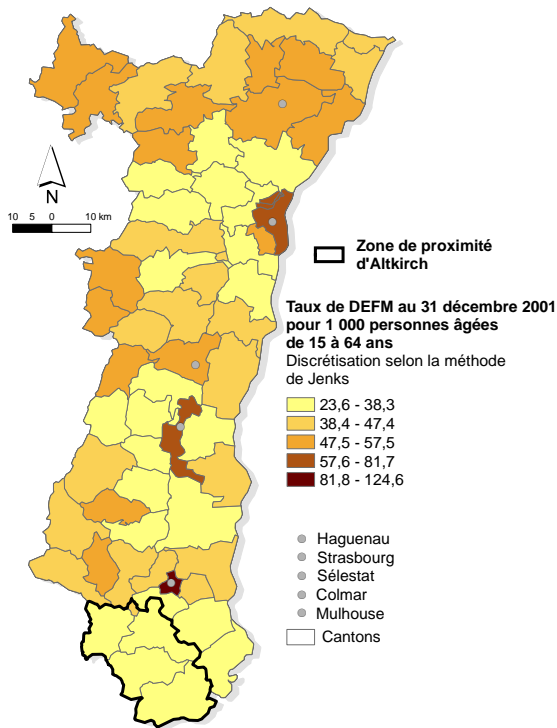 N
10 5 0 10 km
Zone de proximité
d'Altkirch
Taux de DEFM au 31 décembre 2001
pour 1 000 personnes âgées
de 15 à 64 ans
Discrétisation selon la méthode
de Jenks
23,6 - 38,3
38,4 - 47,4
47,5 - 57,5
57,6 - 81,7
81,8 - 124,6
Haguenau
Strasbourg
Sélestat
Colmar
Mulhouse
Cantons